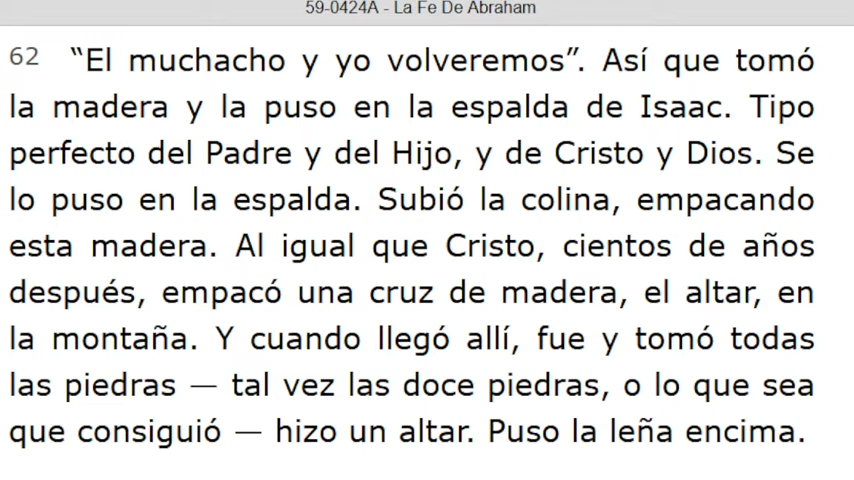 59-0424A - La Fe De Abraham
62 “El muchacho y yo volveremos”. Así que tomó
la madera y la puso en la espalda de Isaac. Tipo
perfecto del Padre y del Hijo, y de Cristo y Dios. Se
lo puso en la espalda. Subió la colina, empacando
esta madera. Al igual que Cristo, cientos de años
después, empacó una cruz de madera, el altar, en
la montaña. Y cuando llegó allí, fue y tomó todas
las piedras — tal vez las doce piedras, o lo que sea
que consiguió — hizo un altar. Puso la leña encima.